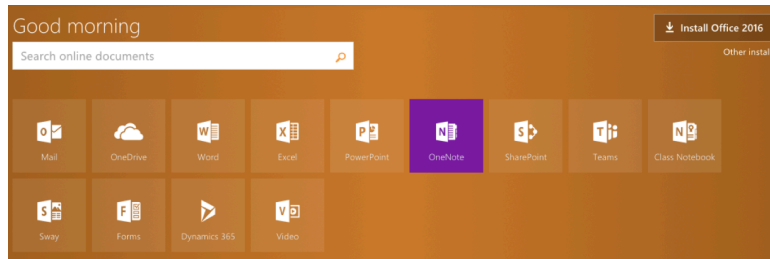 Good morning
Install Office 2016
Search online documents
Other instal
Mail OneDrive Word Excel PowerPoint OneNote SharePoint Teams Class Notebook
Sway Forms Dynamics 365 Video